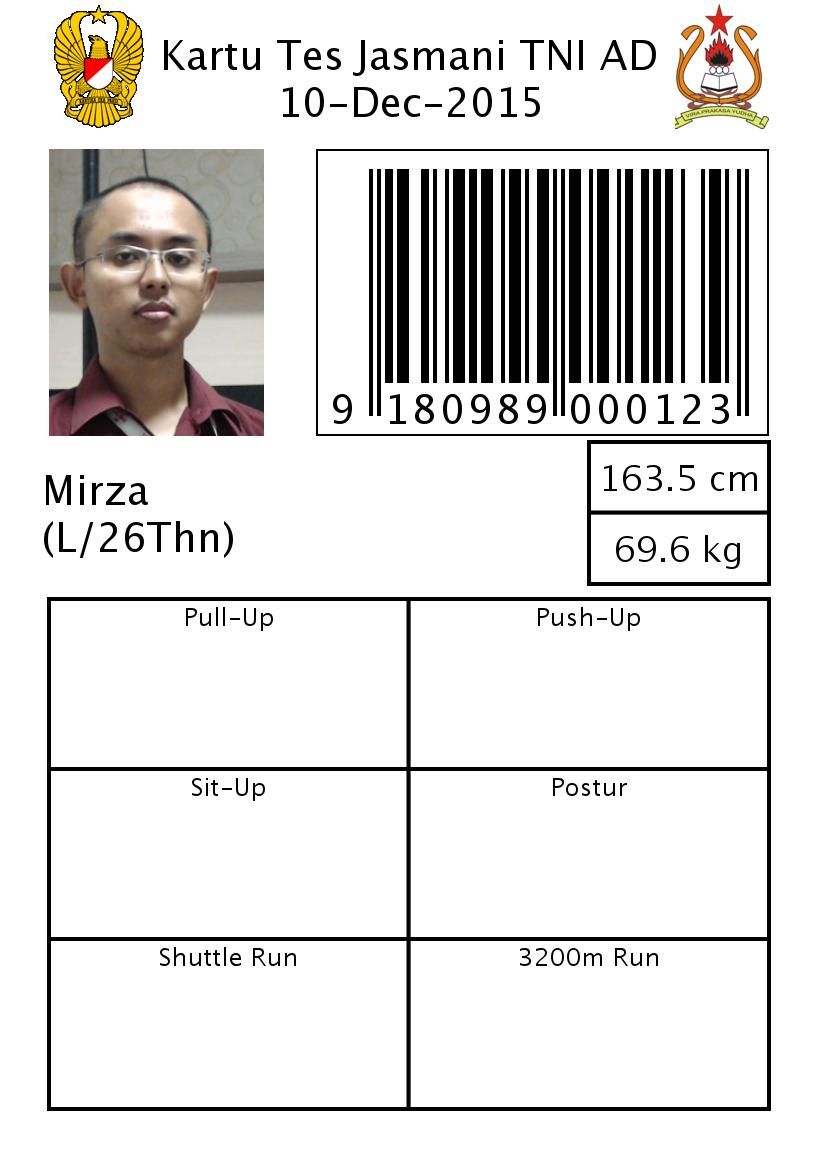 Kartu Tes Jasmani TNI AD
10-Dec-2015
VIRA PRAKASA YUDHA
9 180989 000123
163.5 cm
69.6 kg
Mirza
(L/26Thn)
Pull-Up
Push-Up
Sit-Up
Postur
Shuttle Run
3200m Run